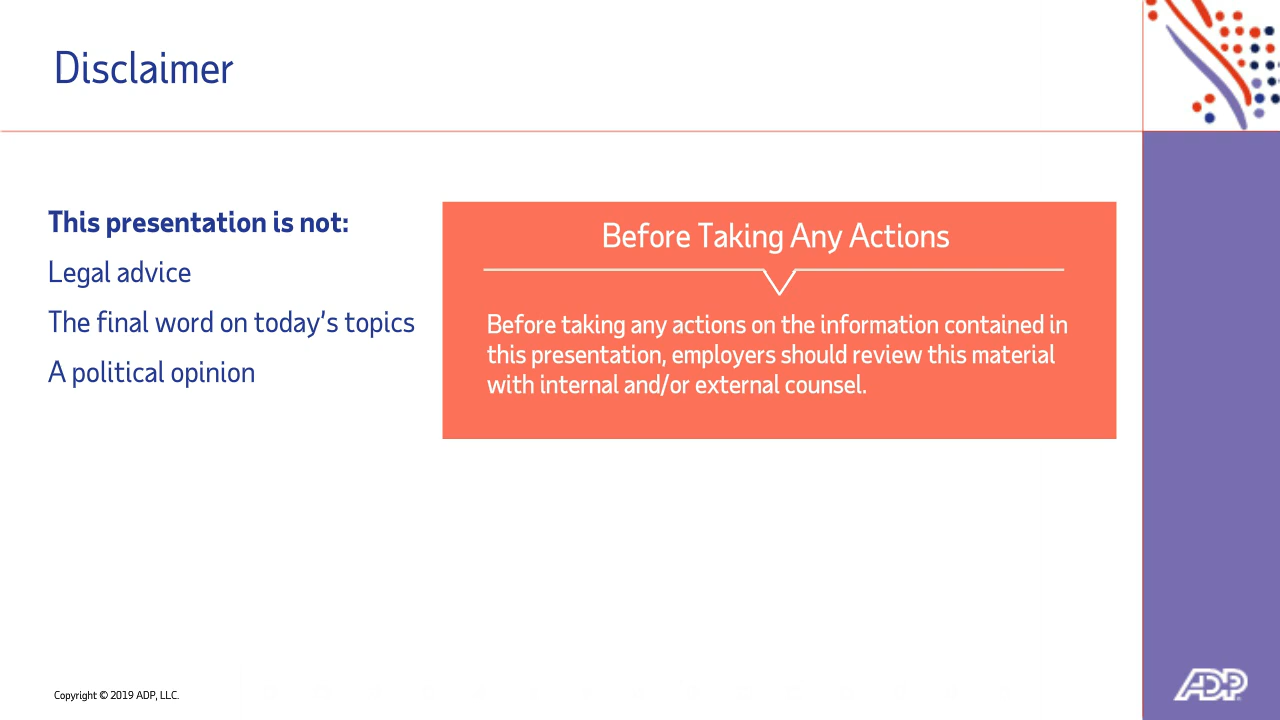 Disclaimer
This presentation is not:
Legal advice
The final word on today's topics
A political opinion
Before Taking Any Actions
Before taking any actions on the information contained in
this presentation, employers should review this material
with internal and/or external counsel.
Copyright © 2019 ADP, LLC.
ADP